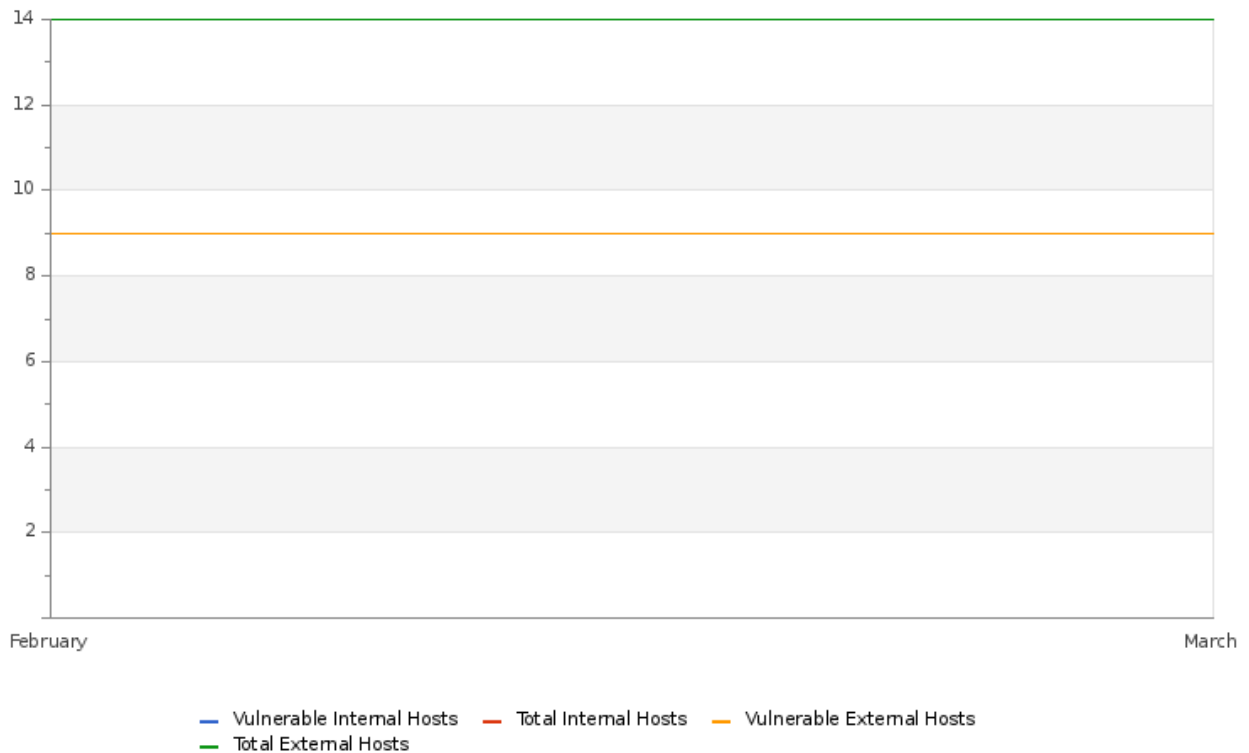 14
12
10
8
6
4
2
February March
Vulnerable Internal Hosts Total Internal Hosts Vulnerable External Hosts
Total External Hosts